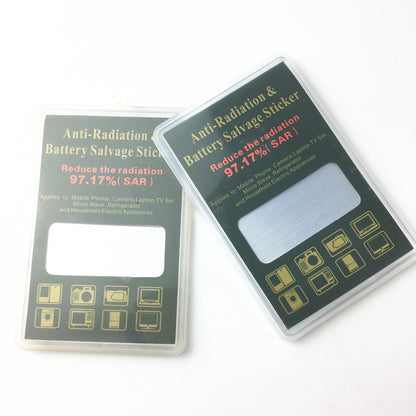 Anti-Radiation &
Battery Salvage Sticker
Reduce the radiation
97.17%(SAR)
Applies to Mobile Phone, Camera,Laptop,TV Set
Mirco Wave, Refrigerator
and Household Electric Appliances
Anti-Radiation &
Battery Salvage Sticker
Reduce the radiation
97.17%(SAR)
Applies to Mobile Phone, Camera,Laptop,TV Set
Mirco Wave, Refrigerator
and Household Electric Appliances